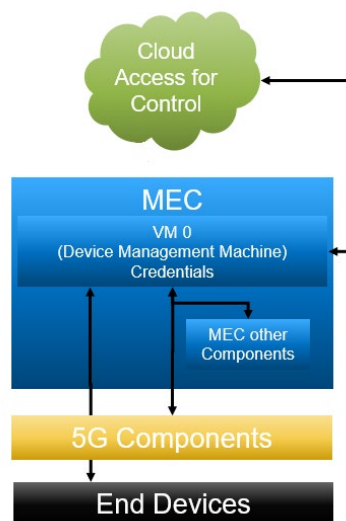 Cloud
Access for
Control
MEC
VM 0
(Device Management Machine)
Credentials
MEC other
Components
5G Components
End Devices